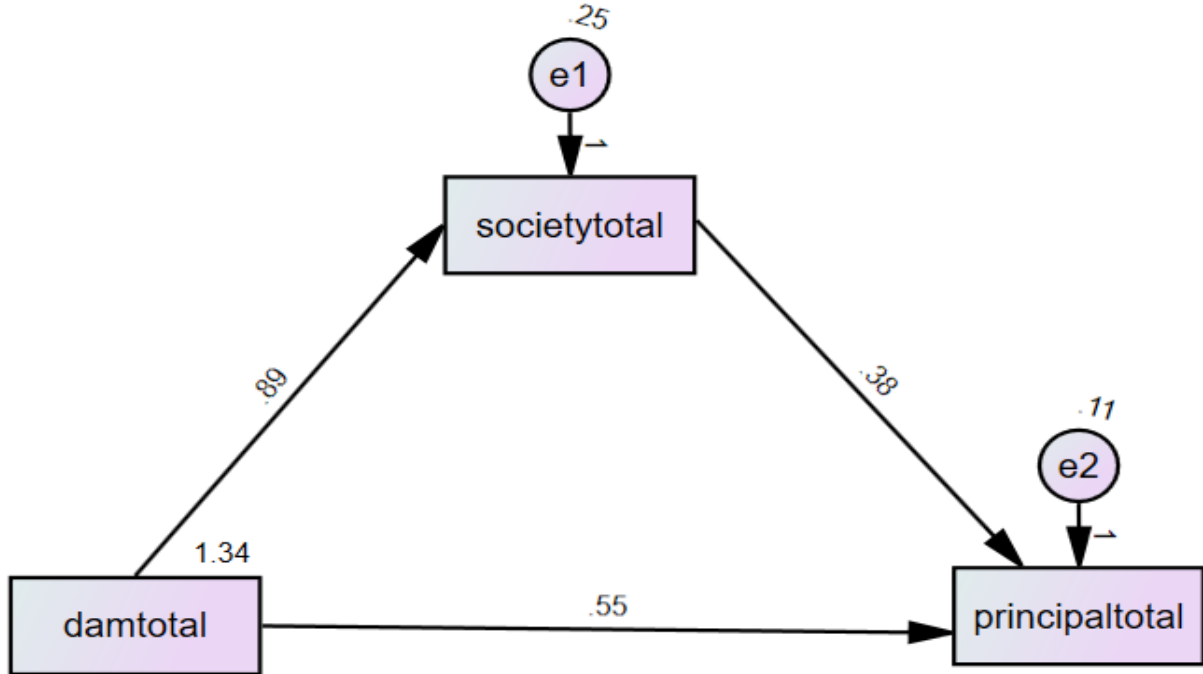 .25
e1
1
societytotal
.89
.38
.11
e2
1
1.34
damtotal
.55
principaltotal